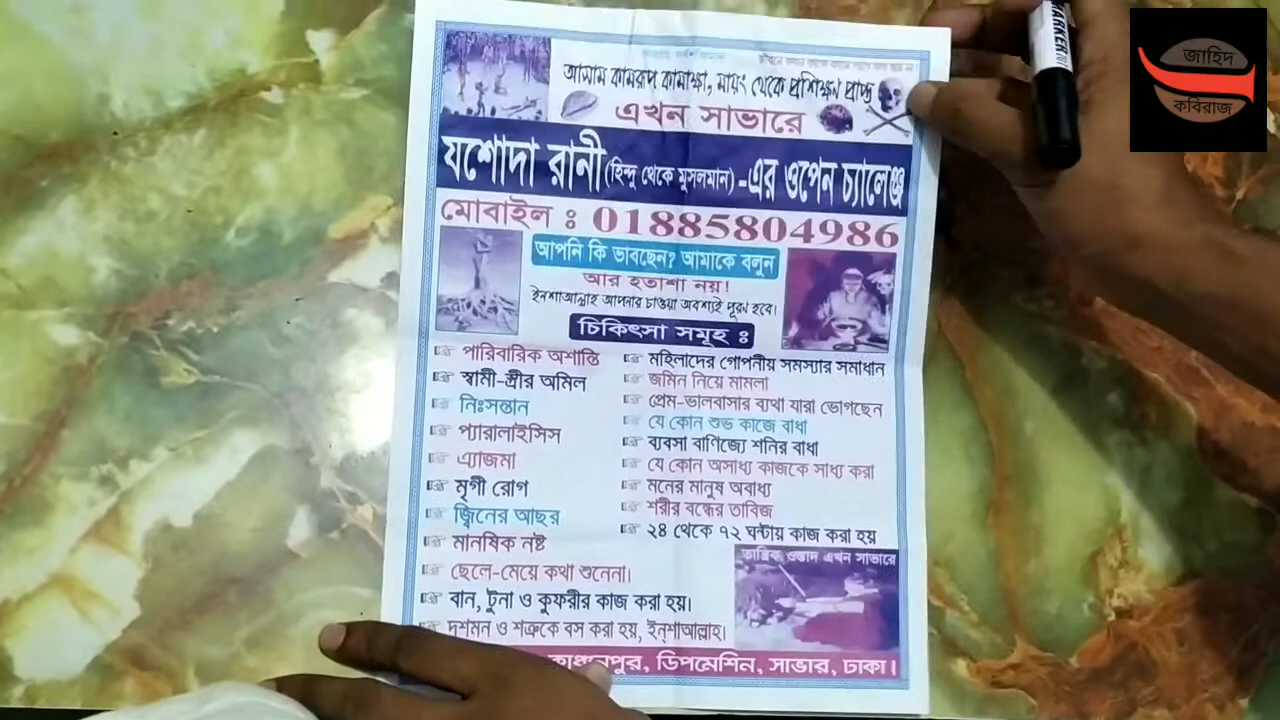 আসাম কামরূপ কামাক্ষা, মায়ং থেকে প্রশিক্ষণ প্রাপ্ত
এখন সাভারে
যশোদা রানী (হিন্দু থেকে মুসলমান) -এর ওপেন চ্যালেঞ্জ
মোবাইল : 01885804986
আপনি কি ভাবছেন? আমাকে বলুন
আর হতাশা নয়!
ইনশাআল্লাহ আপনার চাওয়া অবশ্যই পূরণ হবে।
চিকিৎসা সমূহ :
পারিবারিক অশান্তি
স্বামী-স্ত্রীর অমিল
নিঃসন্তান
প্যারালাইসিস
এ্যাজমা
মৃগী রোগ
জ্বিনের আছর
মানষিক নষ্ট
ছেলে-মেয়ে কথা শুনেনা।
বান, টুনা ও কুফরীর কাজ করা হয়।
দশমন ও শত্রুকে বস করা হয়, ইন্‌শাআল্লাহ।
মহিলাদের গোপনীয় সমস্যার সমাধান
জমিন নিয়ে মামলা
প্রেম-ভালবাসার ব্যথা যারা ভোগছেন
যে কোন শুভ কাজে বাধা
ব্যবসা বাণিজ্যে শনির বাধা
যে কোন অসাধ্য কাজকে সাধ্য করা
মনের মানুষ অবাধ্য
শরীর বন্ধের তাবিজ
২৪ থেকে ৭২ ঘন্টায় কাজ করা হয়
তান্ত্রিক ওস্তাদ এখন সাভারে
ডিপমেশিন, সাভার, ঢাকা।
MARKER
জাহিদ
কবিরাজ